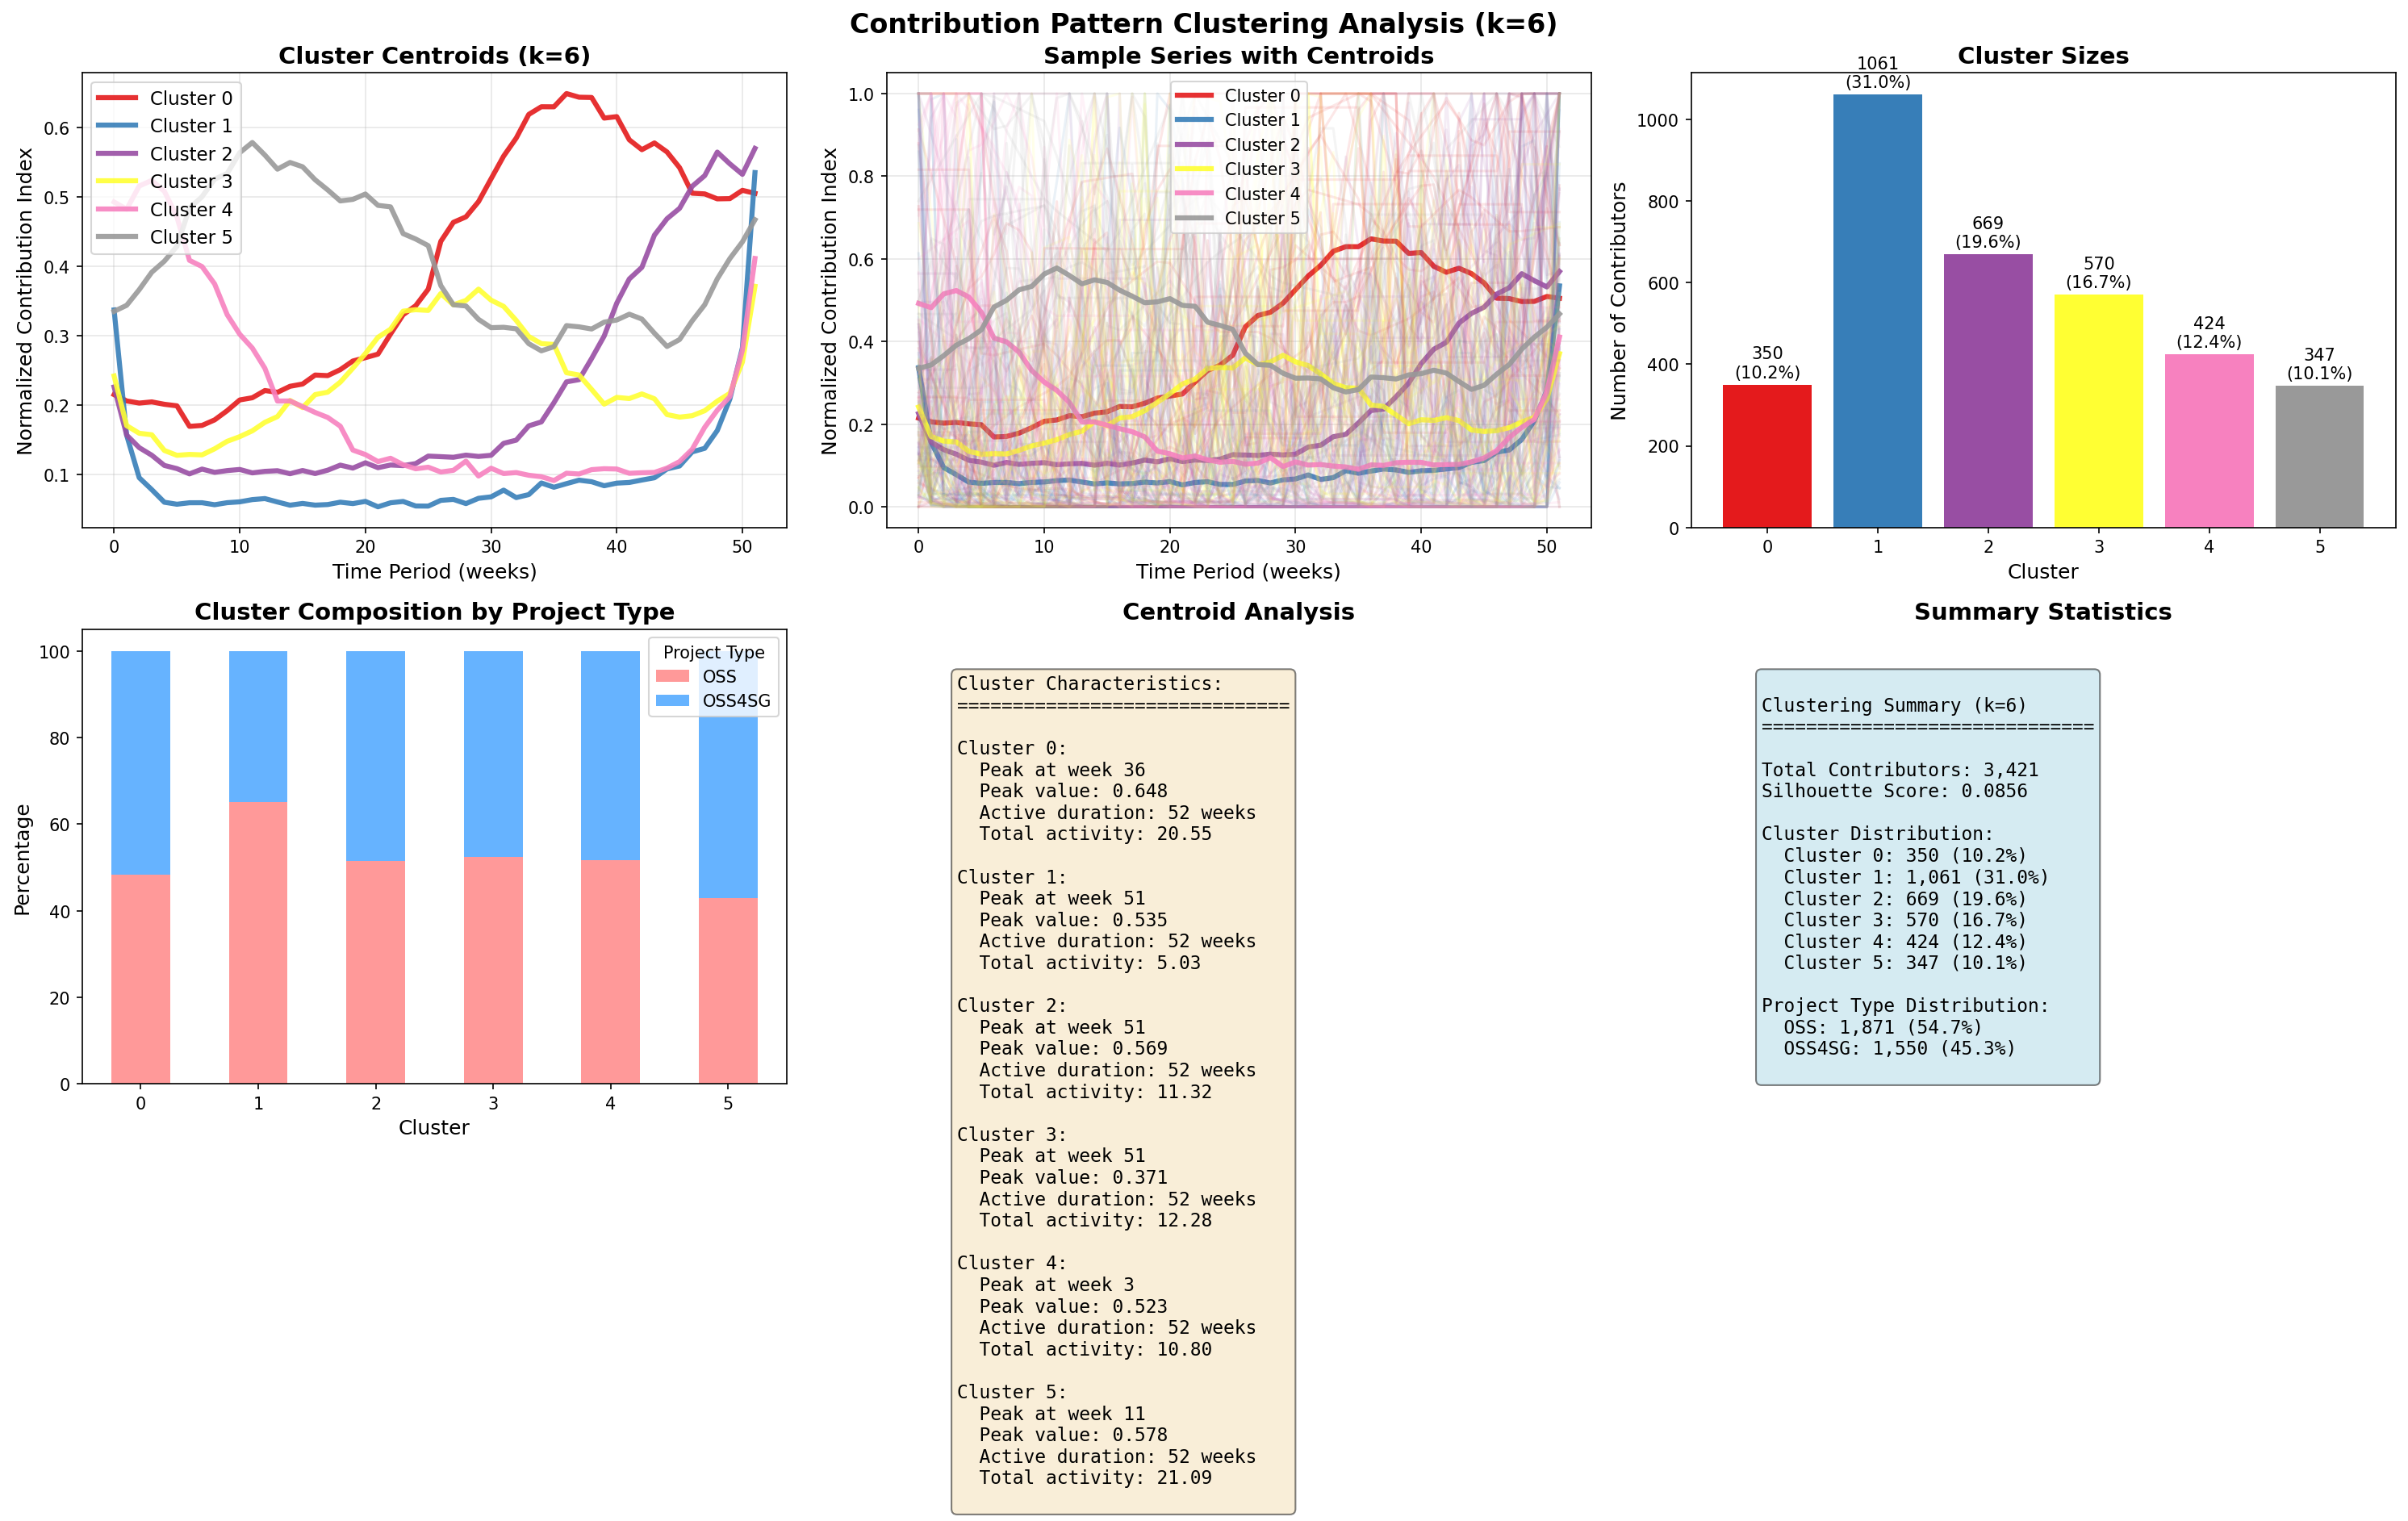 Contribution Pattern Clustering Analysis (k=6)
Cluster Centroids (k=6)
Normalized Contribution Index
0.6
0.5
0.4
0.3
0.2
0.1
Cluster 0
Cluster 1
Cluster 2
Cluster 3
Cluster 4
Cluster 5
0 10 20 30 40 50
Time Period (weeks)
Sample Series with Centroids
Normalized Contribution Index
1.0
0.8
0.6
0.4
0.2
0.0
Cluster 0
Cluster 1
Cluster 2
Cluster 3
Cluster 4
Cluster 5
0 10 20 30 40 50
Time Period (weeks)
Cluster Sizes
Number of Contributors
1000
800
600
400
200
0
350
(10.2%)
1061
(31.0%)
669
(19.6%)
570
(16.7%)
424
(12.4%)
347
(10.1%)
0 1 2 3 4 5
Cluster
Cluster Composition by Project Type
Percentage
100
80
60
40
20
0
Project Type
OSS
OSS4SG
0 1 2 3 4 5
Cluster
Centroid Analysis
Cluster Characteristics:
==============================
Cluster 0:
Peak at week 36
Peak value: 0.648
Active duration: 52 weeks
Total activity: 20.55
Cluster 1:
Peak at week 51
Peak value: 0.535
Active duration: 52 weeks
Total activity: 5.03
Cluster 2:
Peak at week 51
Peak value: 0.569
Active duration: 52 weeks
Total activity: 11.32
Cluster 3:
Peak at week 51
Peak value: 0.371
Active duration: 52 weeks
Total activity: 12.28
Cluster 4:
Peak at week 3
Peak value: 0.523
Active duration: 52 weeks
Total activity: 10.80
Cluster 5:
Peak at week 11
Peak value: 0.578
Active duration: 52 weeks
Total activity: 21.09
Summary Statistics
Clustering Summary (k=6)
==============================
Total Contributors: 3,421
Silhouette Score: 0.0856
Cluster Distribution:
Cluster 0: 350 (10.2%)
Cluster 1: 1,061 (31.0%)
Cluster 2: 669 (19.6%)
Cluster 3: 570 (16.7%)
Cluster 4: 424 (12.4%)
Cluster 5: 347 (10.1%)
Project Type Distribution:
OSS: 1,871 (54.7%)
OSS4SG: 1,550 (45.3%)